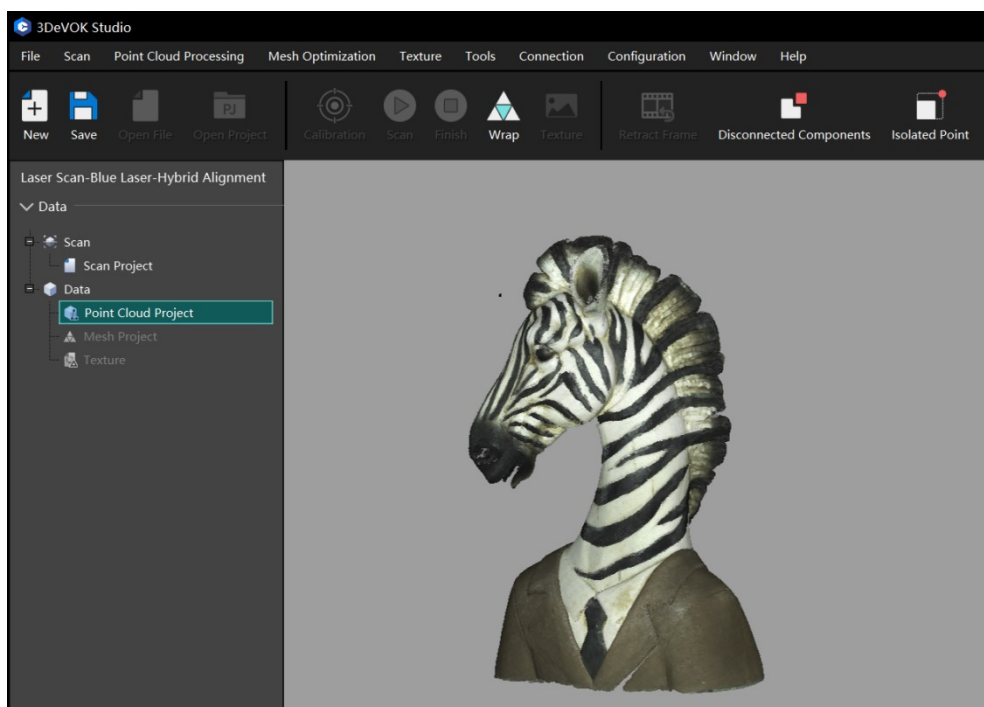 3DeVOK Studio
File Scan Point Cloud Processing Mesh Optimization Texture Tools Connection Configuration Window Help
New Save Open File Open Project Calibration Scan Finish Wrap Texture Retract Frame Disconnected Components Isolated Point
Laser Scan-Blue Laser-Hybrid Alignment
Data
Scan
Scan Project
Data
Point Cloud Project
Mesh Project
Texture